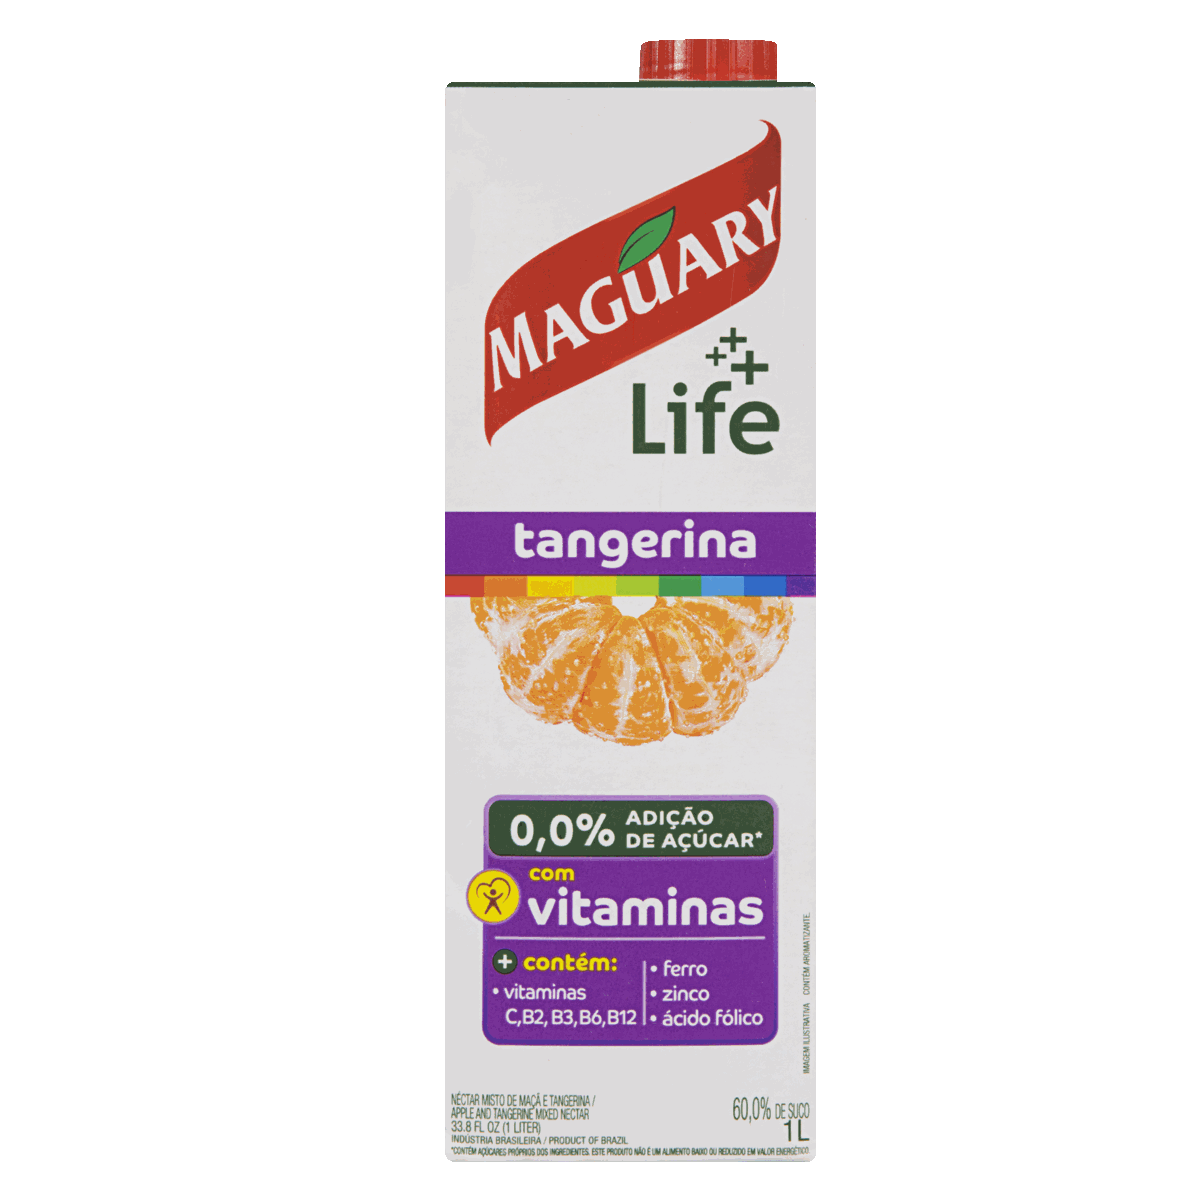 MAGUARY
Life
tangerina
0,0% ADIÇÃO
DE AÇÚCAR*
com
vitaminas
+ contém:
• vitaminas
C,B2, B3,B6,B12
• ferro
• zinco
• ácido fólico
IMAGEM ILUSTRATIVA CONTÉM AROMATIZANTE.
NÉCTAR MISTO DE MAÇÃ E TANGERINA /
APPLE AND TANGERINE MIXED NECTAR
33.8 FL OZ (1 LITER)
INDÚSTRIA BRASILEIRA / PRODUCT OF BRAZIL
60,0% DE SUCO
1 L
*CONTÉM AÇÚCARES PRÓPRIOS DOS INGREDIENTES. ESTE PRODUTO NÃO É UM ALIMENTO BAIXO OU REDUZIDO EM VALOR ENERGÉTICO